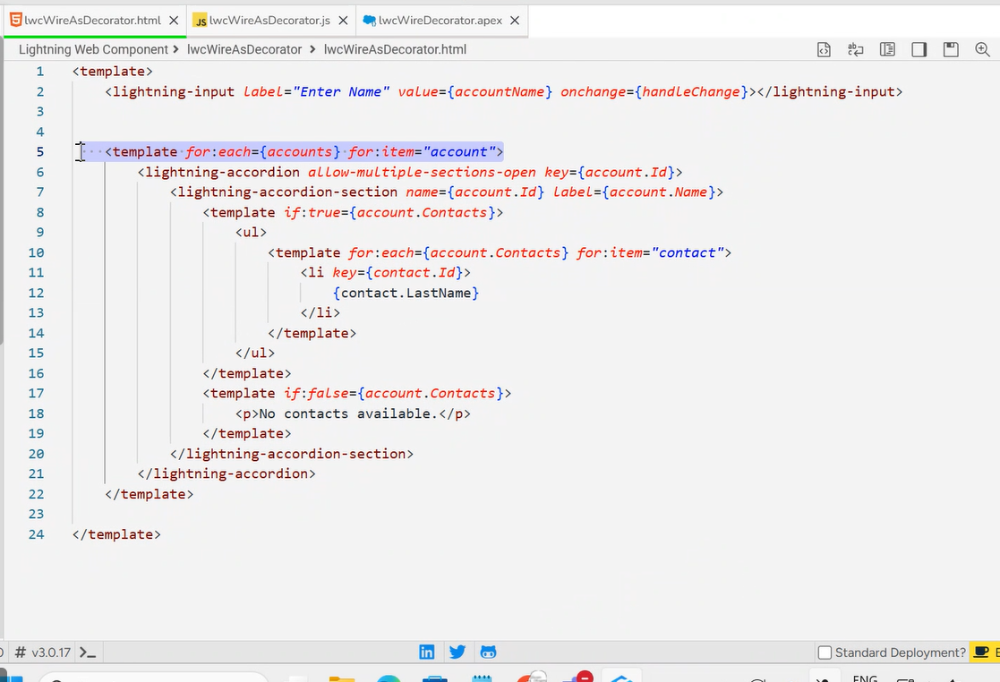 lwcWireAsDecorator.html JS lwcWireAsDecorator.js lwcWireDecorator.apex
Lightning Web Component > lwcWireAsDecorator > lwcWireAsDecorator.html
1 <template>
2 <lightning-input label="Enter Name" value={accountName} onchange={handleChange}></lightning-input>
3
4
5 <template for:each={accounts} for:item="account">
6 <lightning-accordion allow-multiple-sections-open key={account.Id}>
7 <lightning-accordion-section name={account.Id} label={account.Name}>
8 <template if:true={account.Contacts}>
9 <ul>
10 <template for:each={account.Contacts} for:item="contact">
11 <li key={contact.Id}>
12 {contact.LastName}
13 </li>
14 </template>
15 </ul>
16 </template>
17 <template if:false={account.Contacts}>
18 <p>No contacts available.</p>
19 </template>
20 </lightning-accordion-section>
21 </lightning-accordion>
22 </template>
23
24 </template>
# v3.0.17 Standard Deployment?
ENG